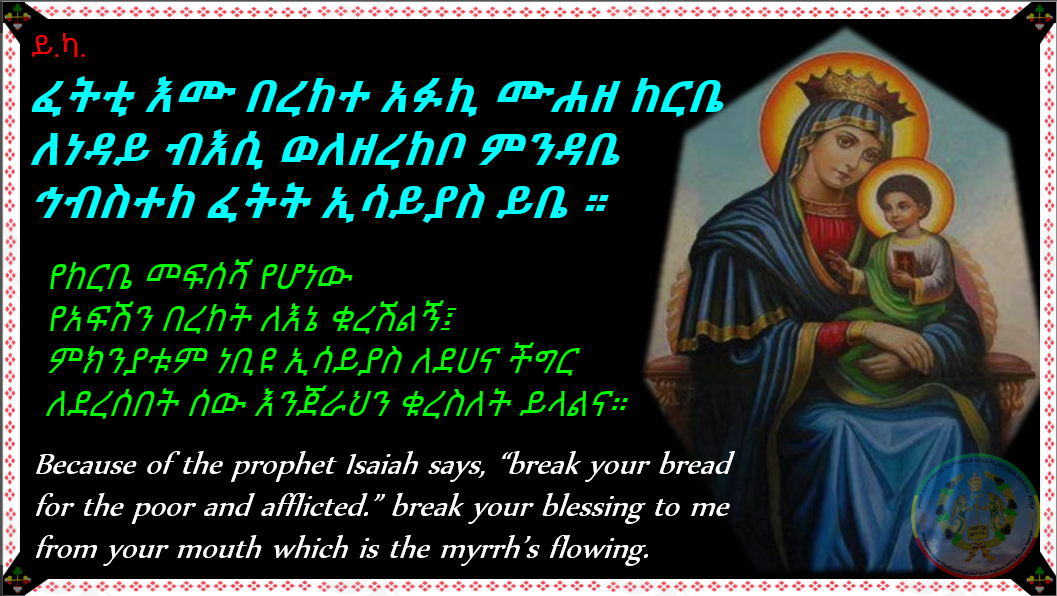 ይ.ካ.
ፈትቲ እሙ በረከተ አፉኪ ሙሐዘ ከርቤ
ለነዳይ ብእሲ ወለዘረከቦ ምንዳቤ
ኅብስተከ ፈትት ኢሳይያስ ይቤ ።
የከርቤ መፍሰሻ የሆነው
የአፍሽን በረከት ለእኔ ቁረሽልኝ፤
ምክንያቱም ነቢዩ ኢሳይያስ ለደሀና ችግር
ለደረሰበት ሰው እንጀራህን ቁረስለት ይላልና።
Because of the prophet Isaiah says, “break your bread
for the poor and afflicted.” break your blessing to me
from your mouth which is the myrrh’s flowing.